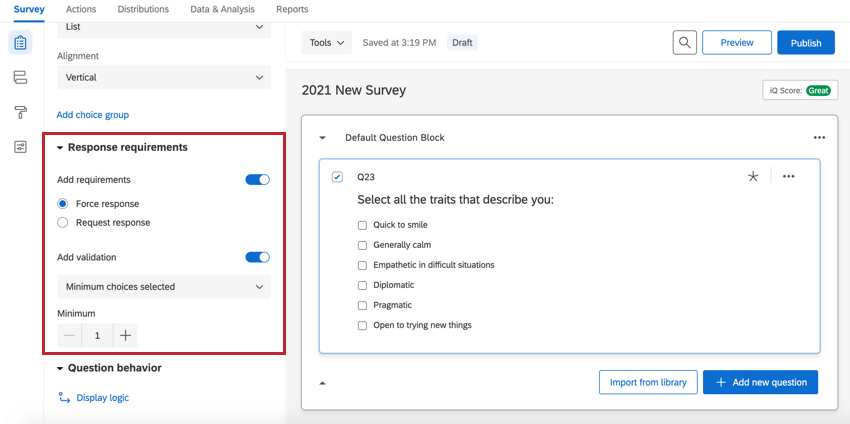 Survey Actions Distributions Data & Analysis Reports
List
Alignment
Vertical
Add choice group
Response requirements
Add requirements
Force response
Request response
Add validation
Minimum choices selected
Minimum
1
Question behavior
Display logic
Tools Saved at 3:19 PM Draft Preview Publish
2021 New Survey iQ Score: Great
Default Question Block
Q23
Select all the traits that describe you:
Quick to smile
Generally calm
Empathetic in difficult situations
Diplomatic
Pragmatic
Open to trying new things
Import from library Add new question